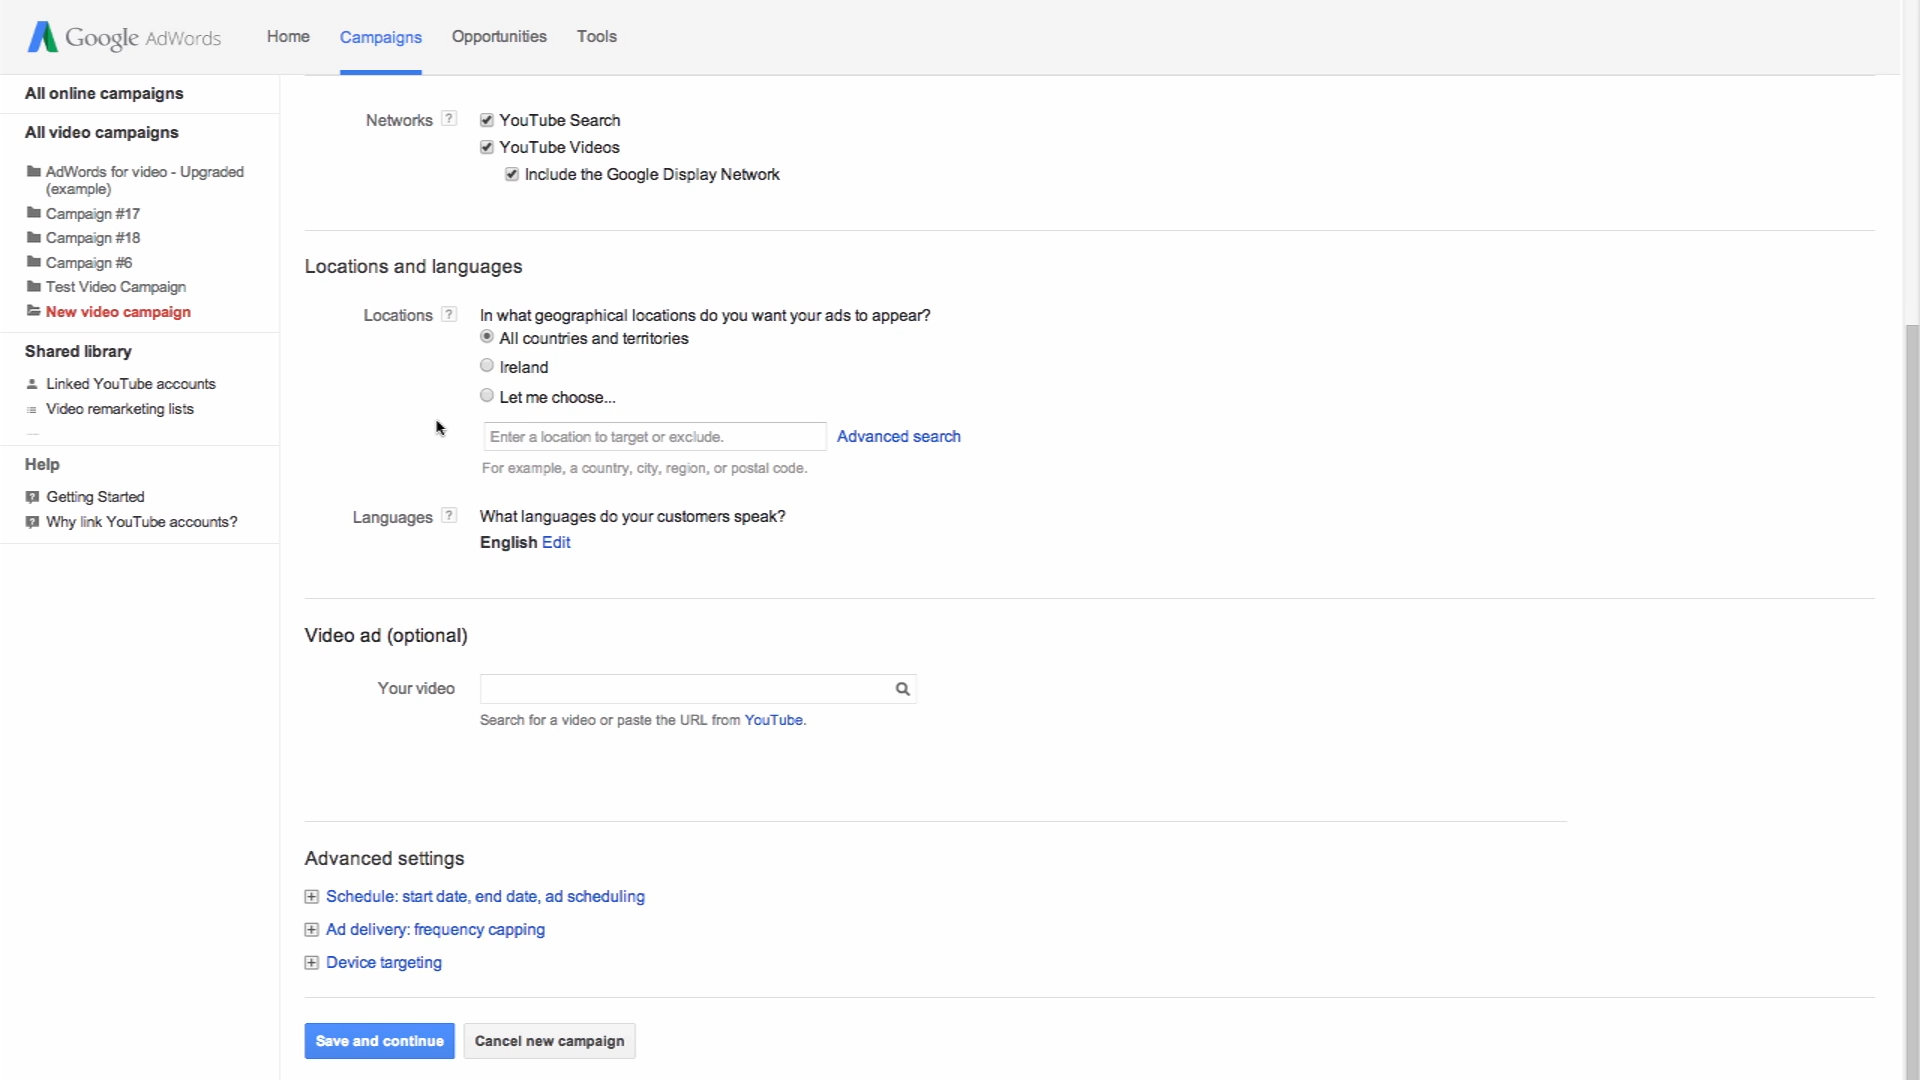 Google AdWords
Home
Campaigns
Opportunities
Tools
All online campaigns
All video campaigns
AdWords for video - Upgraded
(example)
Campaign #17
Campaign #18
Campaign #6
Test Video Campaign
New video campaign
Shared library
Linked YouTube accounts
Video remarketing lists
Help
Getting Started
Why link YouTube accounts?
Networks ?
YouTube Search
YouTube Videos
Include the Google Display Network
Locations and languages
Locations ? In what geographical locations do you want your ads to appear?
All countries and territories
Ireland
Let me choose...
Enter a location to target or exclude. Advanced search
For example, a country, city, region, or postal code.
Languages ? What languages do your customers speak?
English Edit
Video ad (optional)
Your video
Search for a video or paste the URL from YouTube.
Advanced settings
Schedule: start date, end date, ad scheduling
Ad delivery: frequency capping
Device targeting
Save and continue
Cancel new campaign